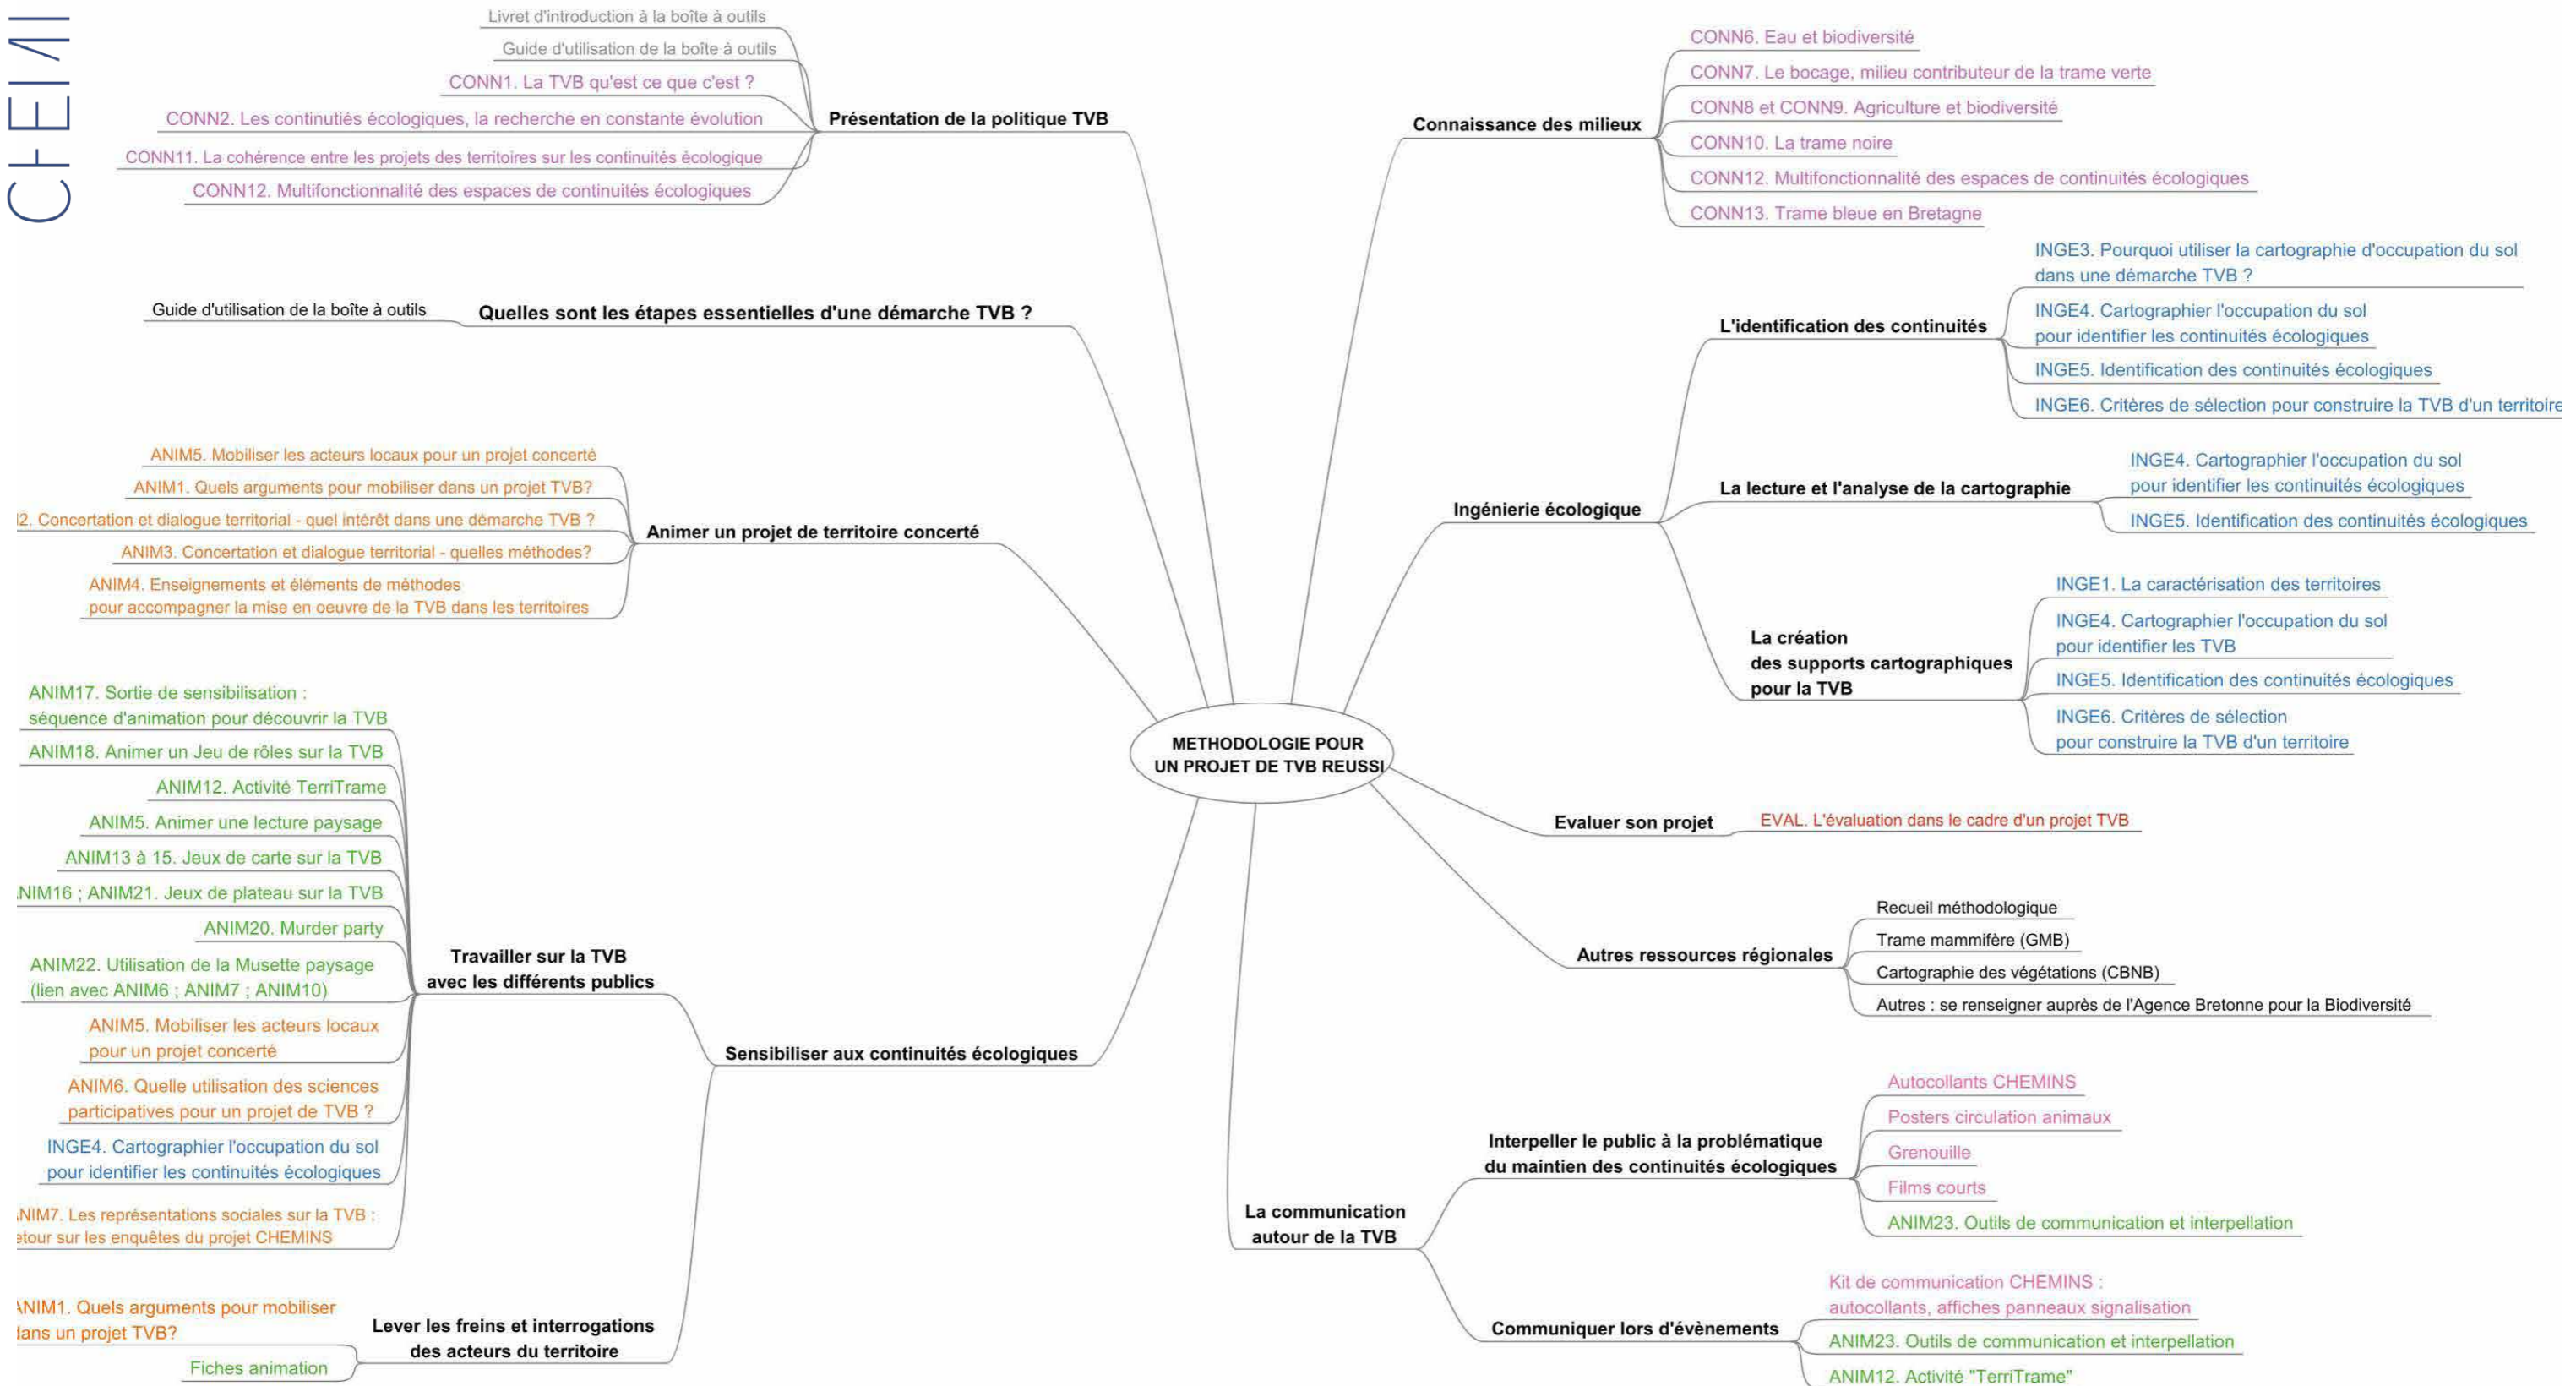 CHEMI
Livret d'introduction à la boîte à outils
Guide d'utilisation de la boîte à outils
CONN1. La TVB qu'est ce que c'est ?
CONN2. Les continutiés écologiques, la recherche en constante évolution
CONN11. La cohérence entre les projets des territoires sur les continuités écologique
CONN12. Multifonctionnalité des espaces de continuités écologiques
Présentation de la politique TVB
Guide d'utilisation de la boîte à outils
Quelles sont les étapes essentielles d'une démarche TVB ?
ANIM5. Mobiliser les acteurs locaux pour un projet concerté
ANIM1. Quels arguments pour mobiliser dans un projet TVB?
2. Concertation et dialogue territorial - quel intérêt dans une démarche TVB ?
ANIM3. Concertation et dialogue territorial - quelles méthodes?
ANIM4. Enseignements et éléments de méthodes
pour accompagner la mise en oeuvre de la TVB dans les territoires
Animer un projet de territoire concerté
ANIM17. Sortie de sensibilisation :
séquence d'animation pour découvrir la TVB
ANIM18. Animer un Jeu de rôles sur la TVB
ANIM12. Activité TerriTrame
ANIM5. Animer une lecture paysage
ANIM13 à 15. Jeux de carte sur la TVB
NIM16 ; ANIM21. Jeux de plateau sur la TVB
ANIM20. Murder party
ANIM22. Utilisation de la Musette paysage
(lien avec ANIM6 ; ANIM7 ; ANIM10)
ANIM5. Mobiliser les acteurs locaux
pour un projet concerté
ANIM6. Quelle utilisation des sciences
participatives pour un projet de TVB ?
INGE4. Cartographier l'occupation du sol
pour identifier les continuités écologiques
NIM7. Les représentations sociales sur la TVB :
etour sur les enquêtes du projet CHEMINS
Travailler sur la TVB
avec les différents publics
ANIM1. Quels arguments pour mobiliser
dans un projet TVB?
Fiches animation
Lever les freins et interrogations
des acteurs du territoire
Sensibiliser aux continuités écologiques
METHODOLOGIE POUR
UN PROJET DE TVB REUSSI
Connaissance des milieux
CONN6. Eau et biodiversité
CONN7. Le bocage, milieu contributeur de la trame verte
CONN8 et CONN9. Agriculture et biodiversité
CONN10. La trame noire
CONN12. Multifonctionnalité des espaces de continuités écologiques
CONN13. Trame bleue en Bretagne
Ingénierie écologique
L'identification des continuités
INGE3. Pourquoi utiliser la cartographie d'occupation du sol
dans une démarche TVB ?
INGE4. Cartographier l'occupation du sol
pour identifier les continuités écologiques
INGE5. Identification des continuités écologiques
INGE6. Critères de sélection pour construire la TVB d'un territoire
La lecture et l'analyse de la cartographie
INGE4. Cartographier l'occupation du sol
pour identifier les continuités écologiques
INGE5. Identification des continuités écologiques
La création
des supports cartographiques
pour la TVB
INGE1. La caractérisation des territoires
INGE4. Cartographier l'occupation du sol
pour identifier les TVB
INGE5. Identification des continuités écologiques
INGE6. Critères de sélection
pour construire la TVB d'un territoire
Evaluer son projet
EVAL. L'évaluation dans le cadre d'un projet TVB
Autres ressources régionales
Recueil méthodologique
Trame mammifère (GMB)
Cartographie des végétations (CBNB)
Autres : se renseigner auprès de l'Agence Bretonne pour la Biodiversité
La communication
autour de la TVB
Interpeller le public à la problématique
du maintien des continuités écologiques
Autocollants CHEMINS
Posters circulation animaux
Grenouille
Films courts
ANIM23. Outils de communication et interpellation
Communiquer lors d'évènements
Kit de communication CHEMINS :
autocollants, affiches panneaux signalisation
ANIM23. Outils de communication et interpellation
ANIM12. Activité "TerriTrame"